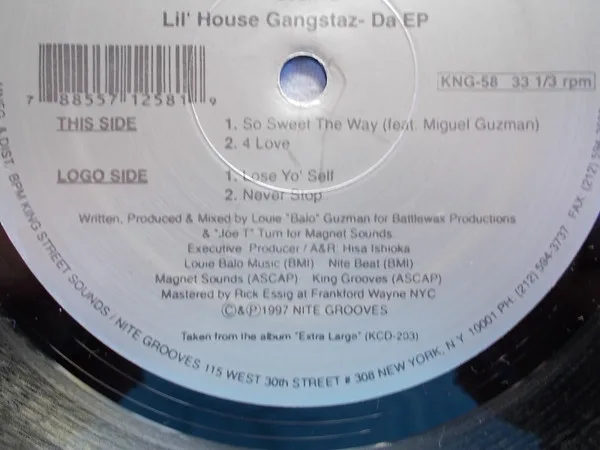 Lil' House Gangstaz- Da EP
KNG-58 33 1/3 rpm
7 88557 12581 9
THIS SIDE
1. So Sweet The Way (feat. Miguel Guzman)
2. 4 Love
LOGO SIDE
1. Lose Yo' Self
2. Never Stop
Written, Produced & Mixed by Louie "Balo" Guzman for Battlewax Productions
& "Joe T" Turri for Magnet Sounds.
Executive Producer / A&R: Hisa Ishioka
Louie Balo Music (BMI) Nite Beat (BMI)
Magnet Sounds (ASCAP) King Grooves (ASCAP)
Mastered by Rick Essig at Frankford Wayne NYC
©&℗1997 NITE GROOVES
Taken from the album "Extra Large" (KCD-203)
& DIST. BPM KING STREET SOUNDS / NITE GROOVES 115 WEST 30th STREET # 308 NEW YORK, N.Y 10001 PH: (212) 594-3737 FAX (212) 594-